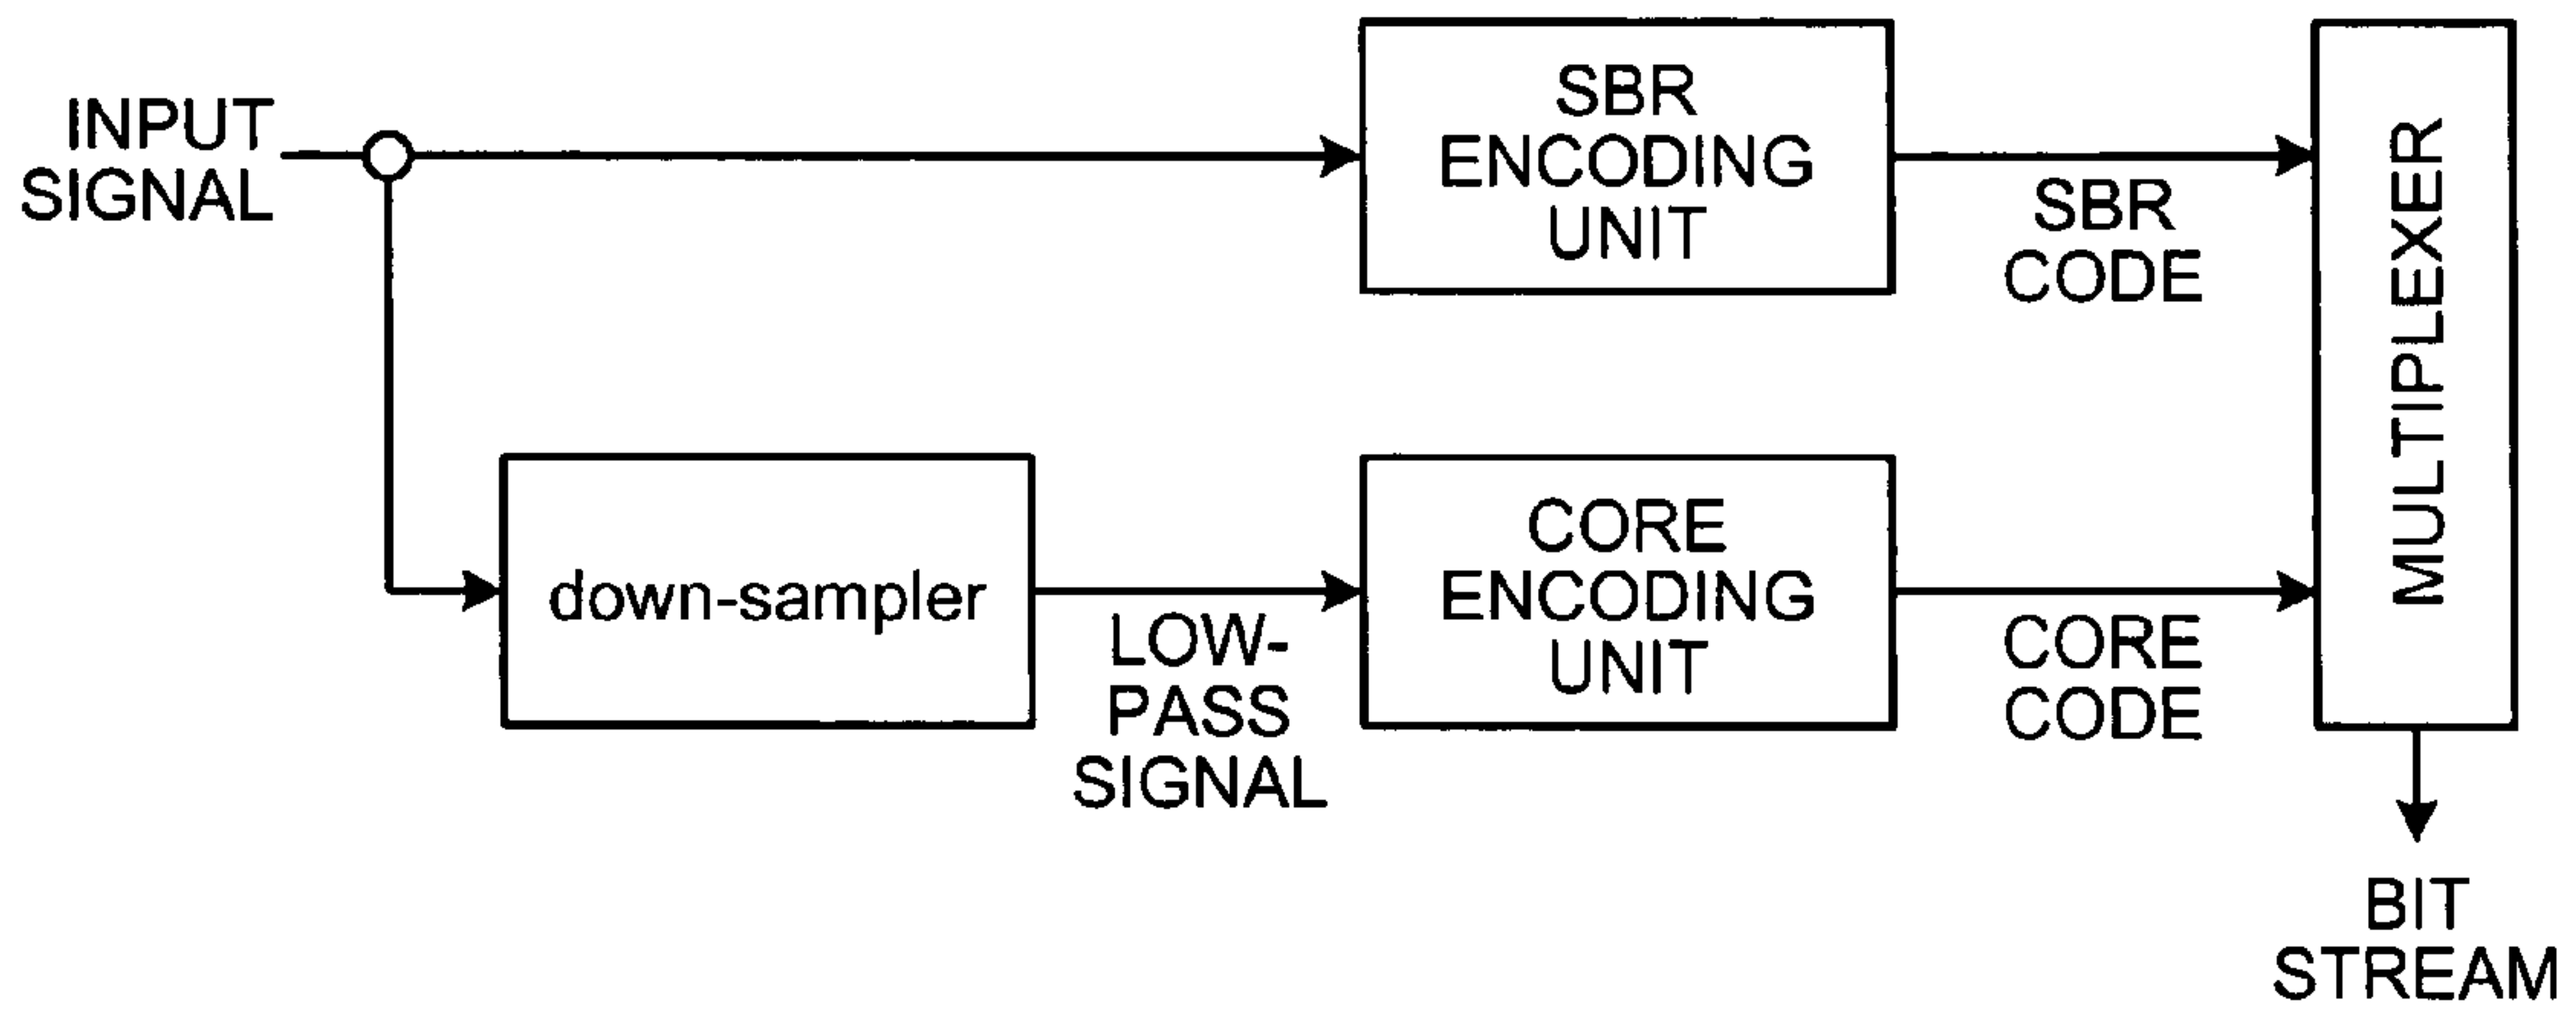 INPUT
SIGNAL
SBR
ENCODING
UNIT
SBR
CODE
MULTIPLEXER
down-sampler
LOW-
PASS
SIGNAL
CORE
ENCODING
UNIT
CORE
CODE
BIT
STREAM